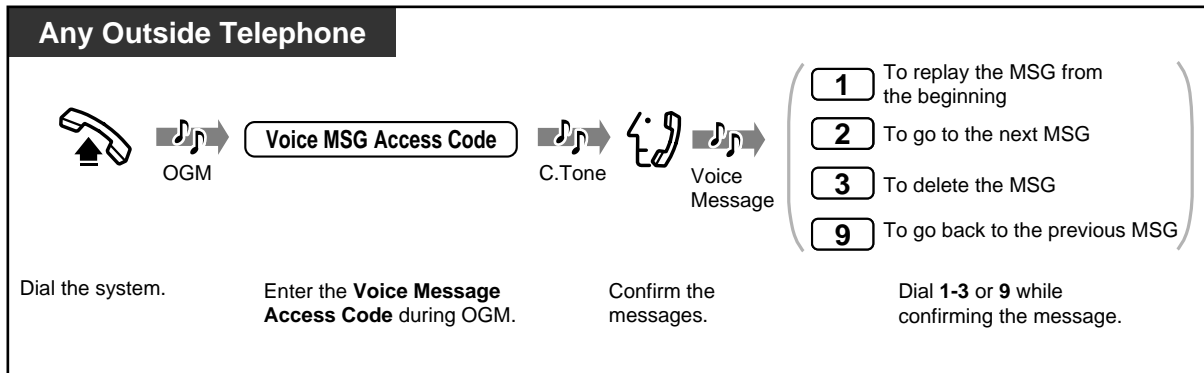 Any Outside Telephone
OGM
Voice MSG Access Code
C.Tone
Voice
Message
1 To replay the MSG from
the beginning
2 To go to the next MSG
3 To delete the MSG
9 To go back to the previous MSG
Dial the system.
Enter the Voice Message
Access Code during OGM.
Confirm the
messages.
Dial 1-3 or 9 while
confirming the message.